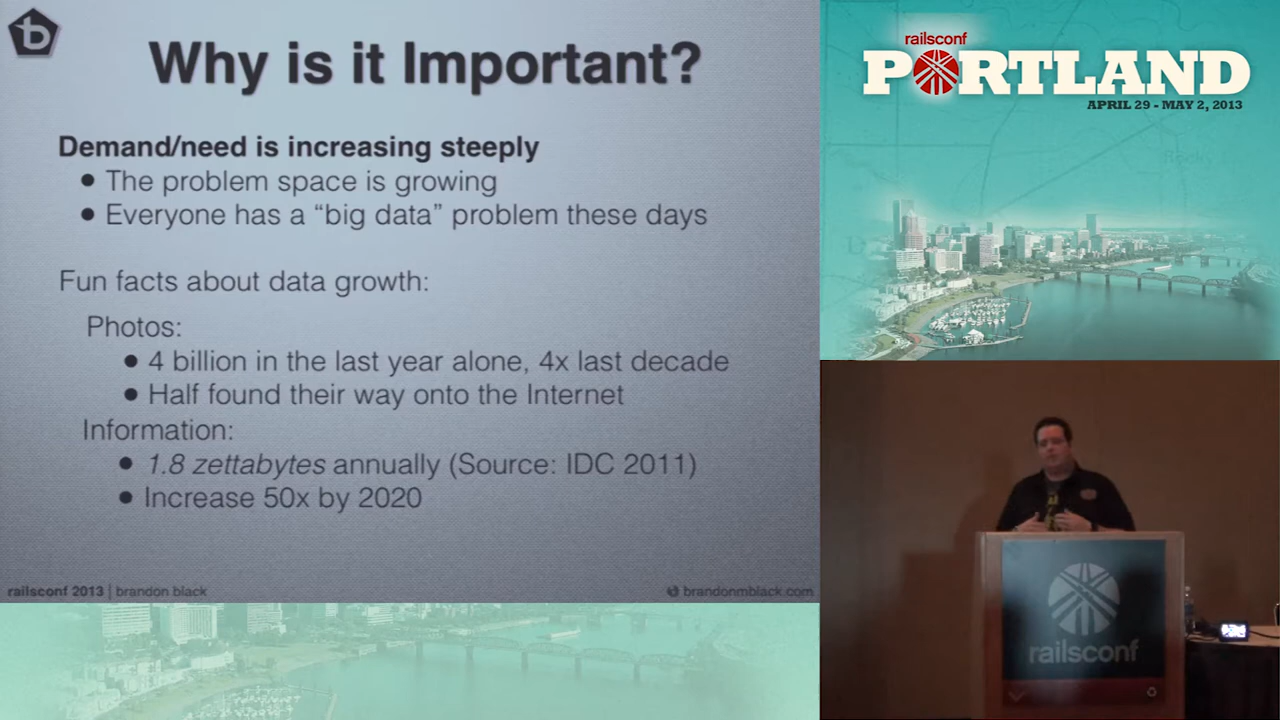 Why is it Important?
Demand/need is increasing steeply
• The problem space is growing
• Everyone has a “big data” problem these days
Fun facts about data growth:
Photos:
• 4 billion in the last year alone, 4x last decade
• Half found their way onto the Internet
Information:
• 1.8 zettabytes annually (Source: IDC 2011)
• Increase 50x by 2020
railsconf 2013 | brandon black
brandonmblack.com
railsconf
PORTLAND
APRIL 29 - MAY 2, 2013
railsconf